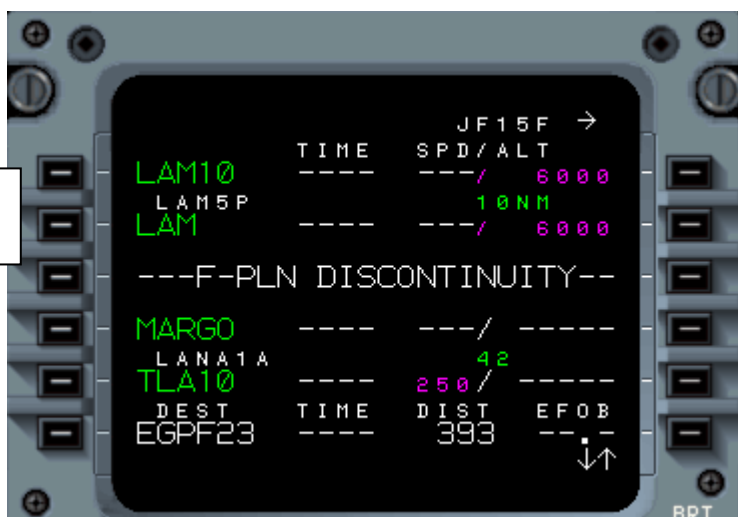 JF15F →
TIME SPD/ALT
LAM10 ---- ---/ 6000
LAM5P 10NM
LAM ---- ---/ 6000
---F-PLN DISCONTINUITY--
MARGO ---- ---/ -----
LANA1A 42
TLA10 ---- 250/ -----
DEST TIME DIST EFOB
EGPF23 ---- 393 --.-
↓↑
BRT